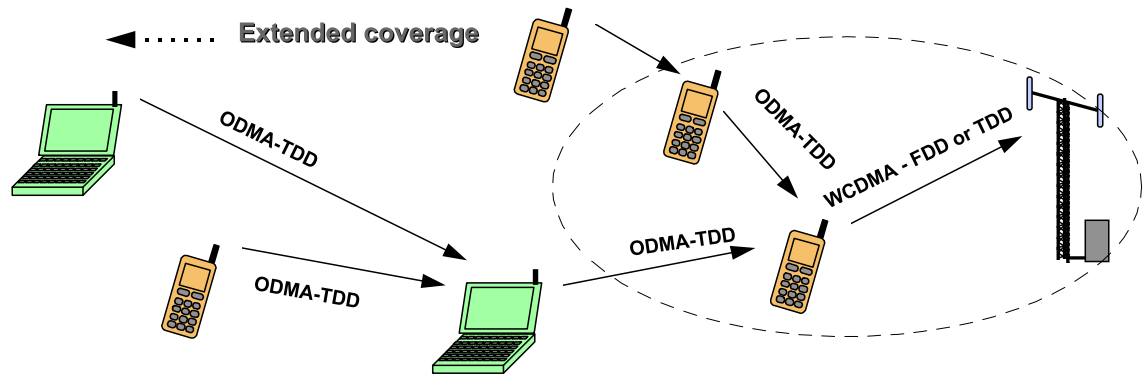 Extended coverage
ODMA-TDD
ODMA-TDD
WCDMA - FDD or TDD
ODMA-TDD
ODMA-TDD